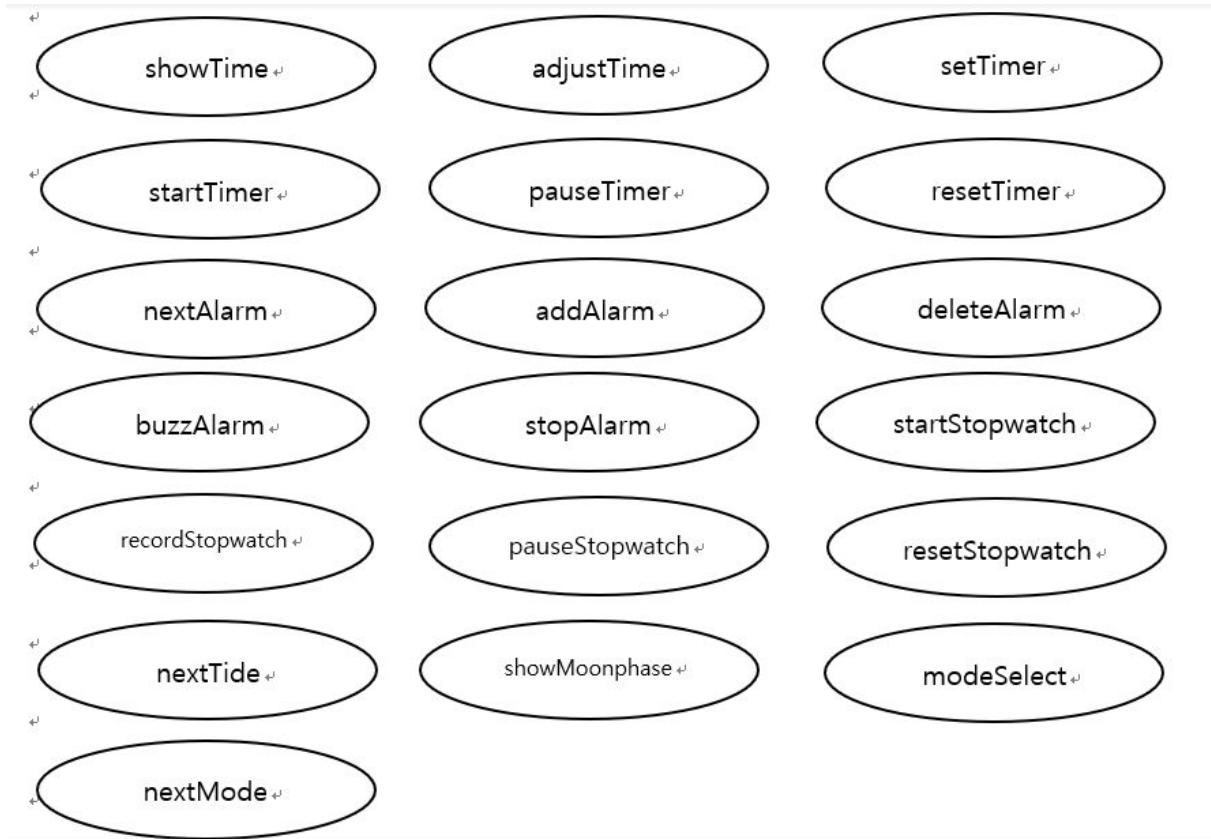 showTime adjustTime setTimer
startTimer pauseTimer resetTimer
nextAlarm addAlarm deleteAlarm
buzzAlarm stopAlarm startStopwatch
recordStopwatch pauseStopwatch resetStopwatch
nextTide showMoonphase modeSelect
nextMode